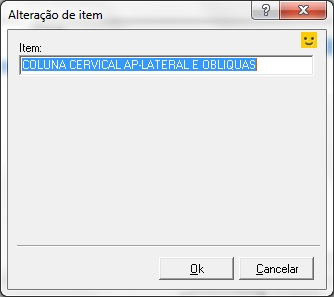 Alteração de item
Item:
COLUNA CERVICAL AP-LATERAL E OBLIQUAS
Ok
Cancelar